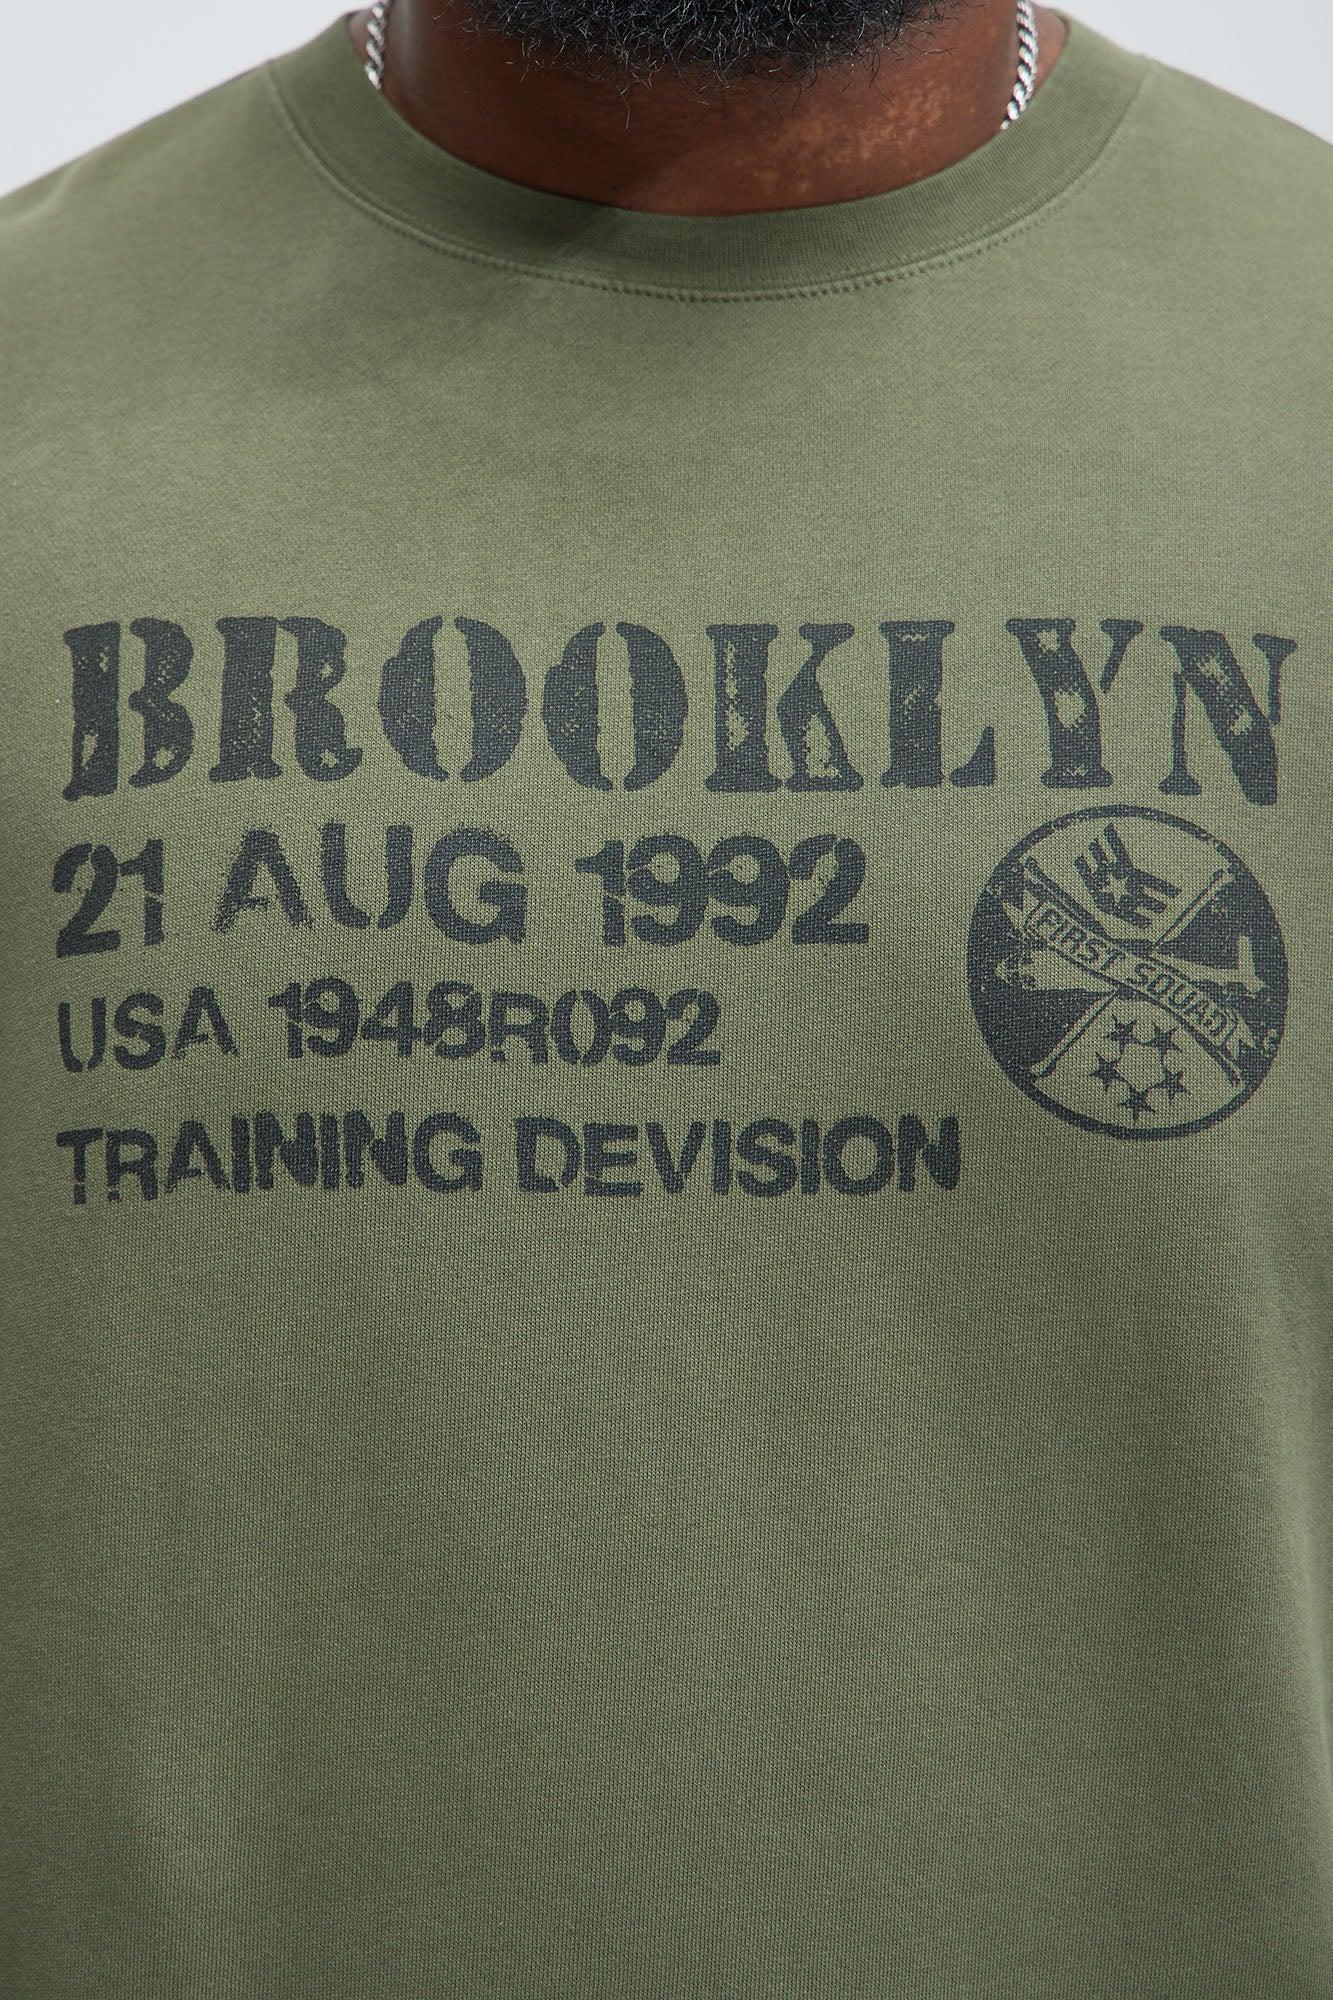 BROOKLYN
21 AUG 1992
USA 1948R092
TRAINING DEVISION
FIRST SQUAD